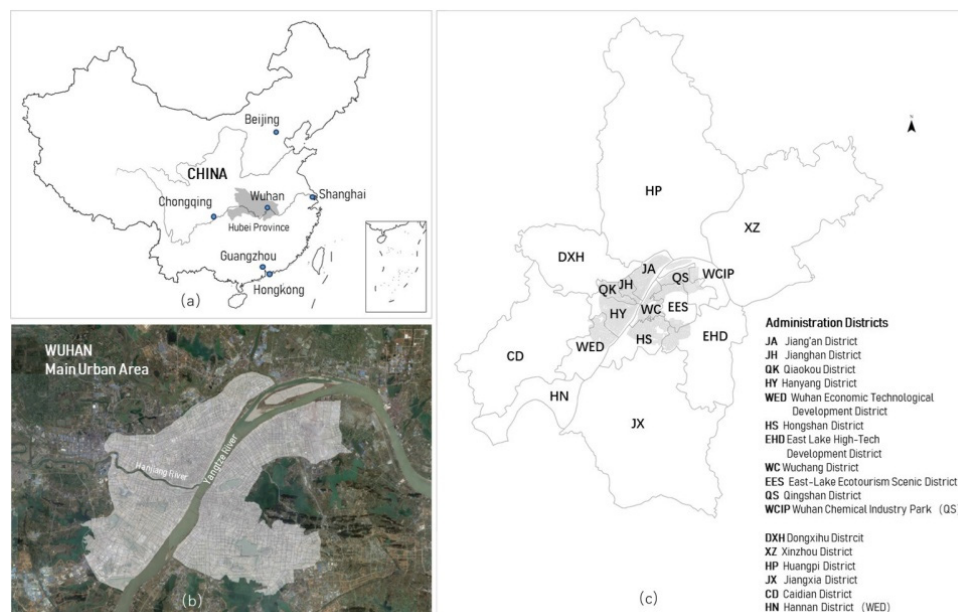 Beijing
CHINA
Wuhan
Shanghai
Chongqing
Hubei Province
Guangzhou
Hongkong
(a)
WUHAN
Main Urban Area
Hanjiang River
Yangtze River
(b)
HP
XZ
DXH
JA
QS
WCIP
JH
QK
WC
EES
HY
WED
HS
EHD
CD
HN
JX
(c)
Administration Districts
JA Jiang'an District
JH Jianghan District
QK Qiaokou District
HY Hanyang District
WED Wuhan Economic Technological
Development District
HS Hongshan District
EHD East Lake High-Tech
Development District
WC Wuchang District
EES East-Lake Ecotourism Scenic District
QS Qingshan District
WCIP Wuhan Chemical Industry Park (QS)
DXH Dongxihu Distrcit
XZ Xinzhou District
HP Huangpi District
JX Jiangxia District
CD Caidian District
HN Hannan District (WED)